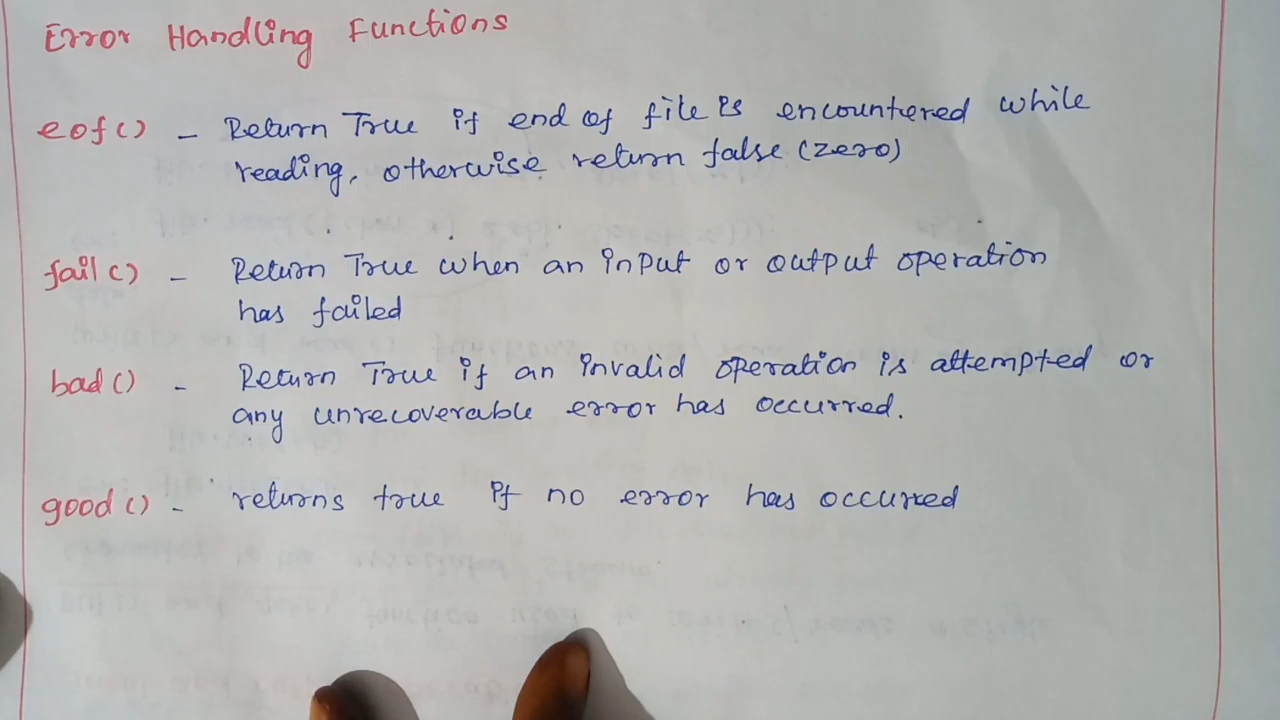 Error Handling Functions
eof() - Return True if end of file is encountered while
reading, otherwise return false (zero)
fail() - Return True when an input or output operation
has failed
bad() - Return True if an invalid operation is attempted or
any unrecoverable error has occurred.
good() - returns true if no error has occurred